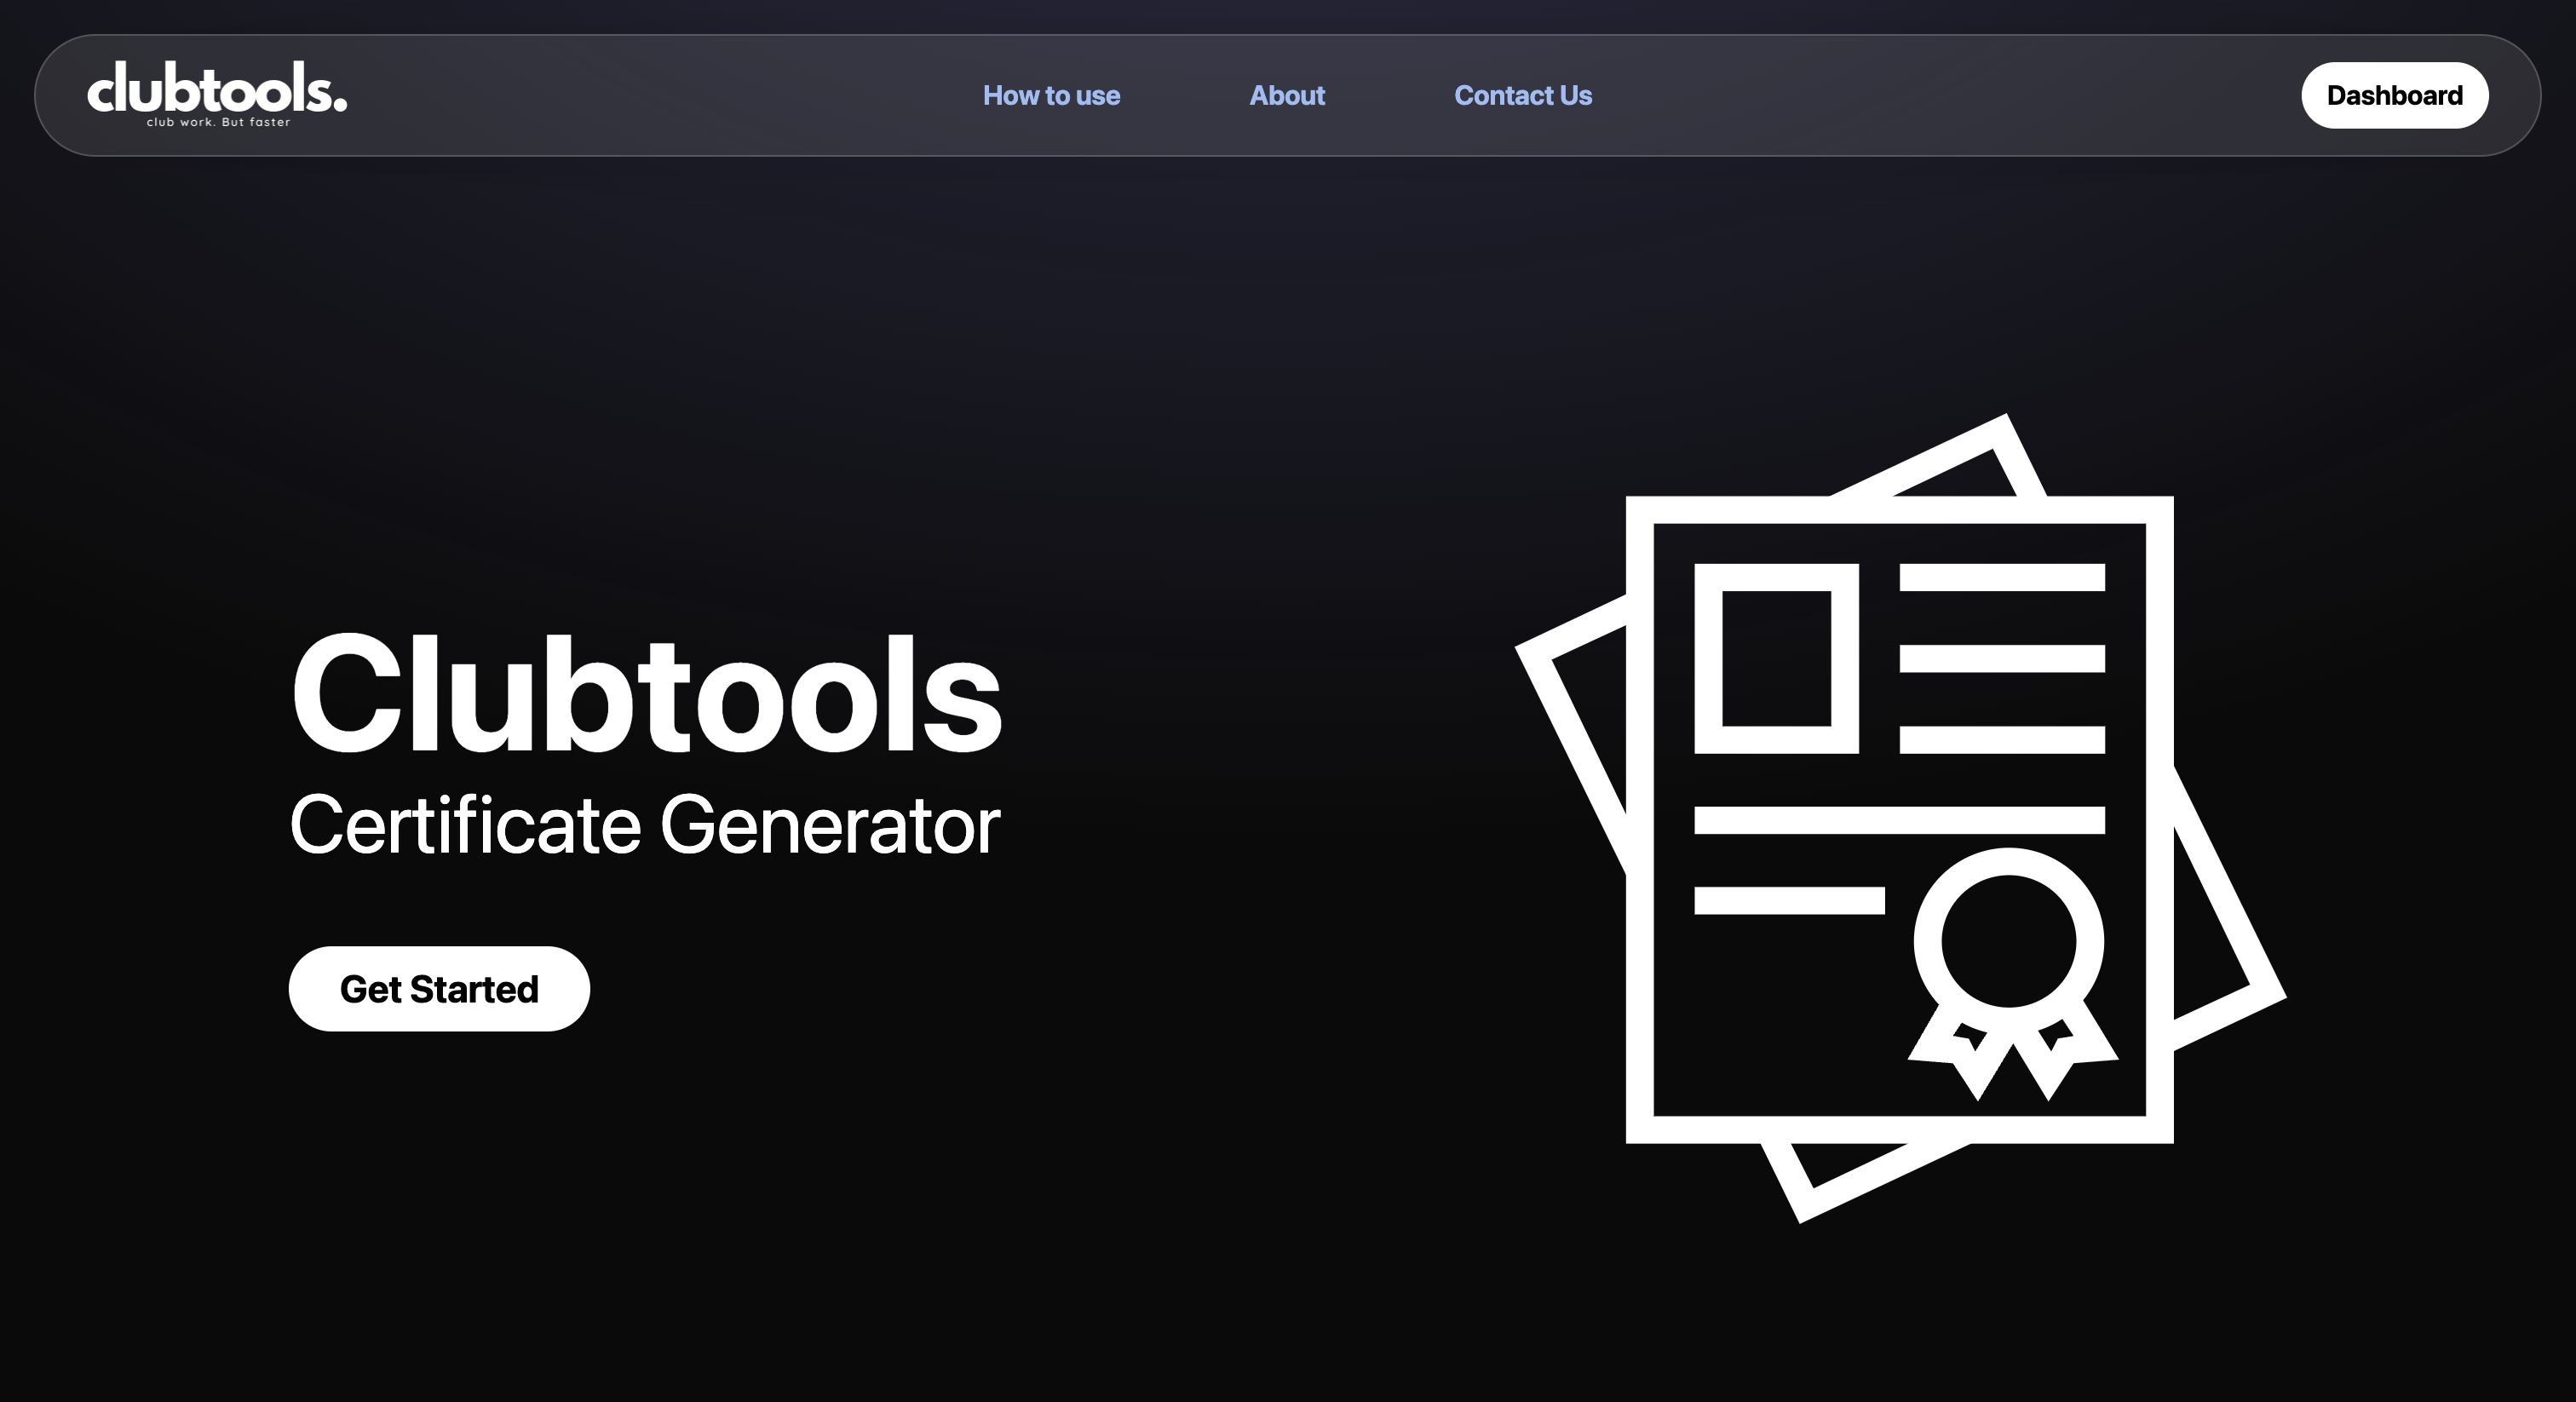 clubtools.
club work. But faster
How to use
About
Contact Us
Dashboard
Clubtools
Certificate Generator
Get Started